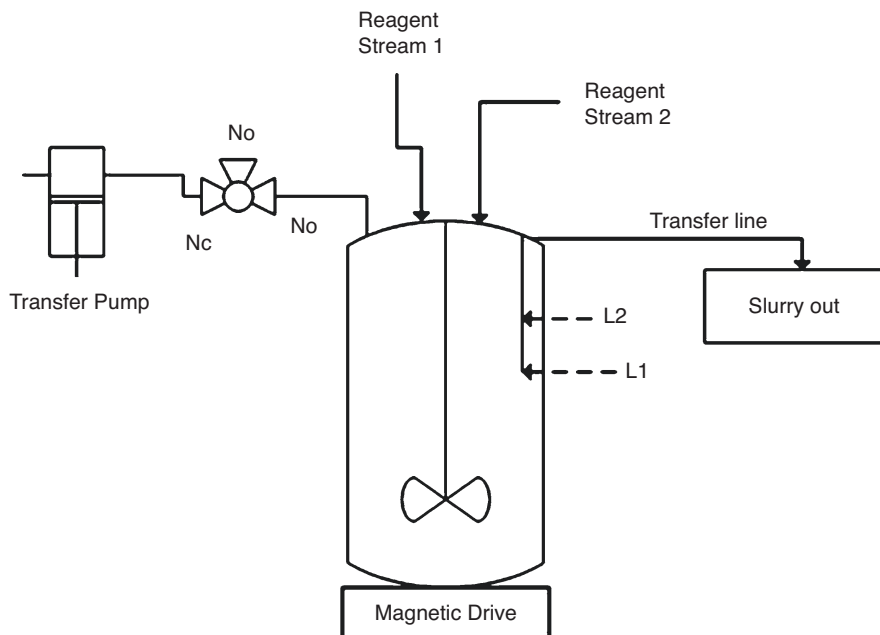 Reagent
Stream 1
Reagent
Stream 2
No
Nc
No
Transfer Pump
Transfer line
Slurry out
L2
L1
Magnetic Drive